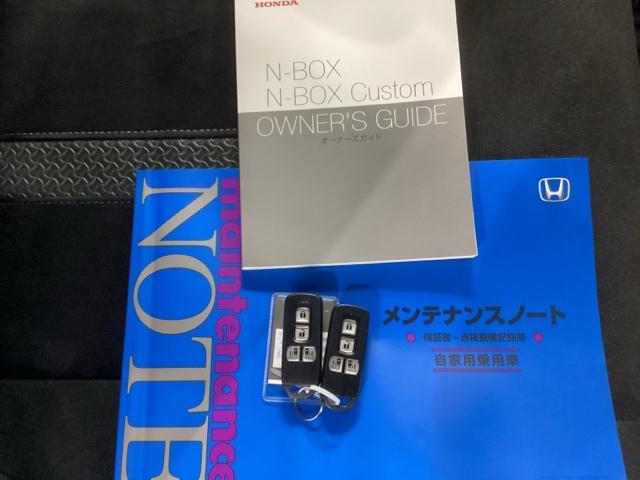 HONDA
N-BOX
N-BOX Custom
OWNER'S GUIDE
オーナーズガイド
maintenance
NOTE
メンテナンスノート
保証書・点検整備記録簿
自家用乗用車